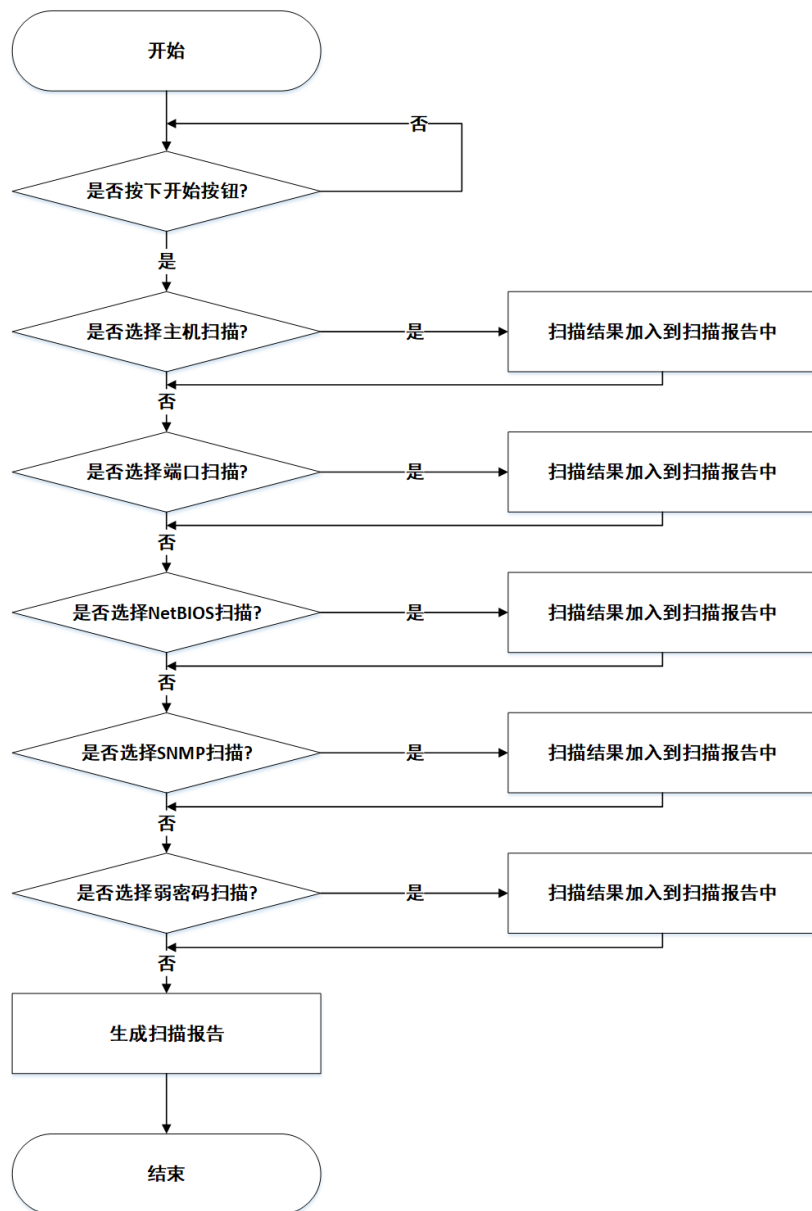 开始
否
是否按下开始按钮?
是
是否选择主机扫描?
是
扫描结果加入到扫描报告中
否
是否选择端口扫描?
是
扫描结果加入到扫描报告中
否
是否选择NetBIOS扫描?
是
扫描结果加入到扫描报告中
否
是否选择SNMP扫描?
是
扫描结果加入到扫描报告中
否
是否选择弱密码扫描?
是
扫描结果加入到扫描报告中
否
生成扫描报告
结束